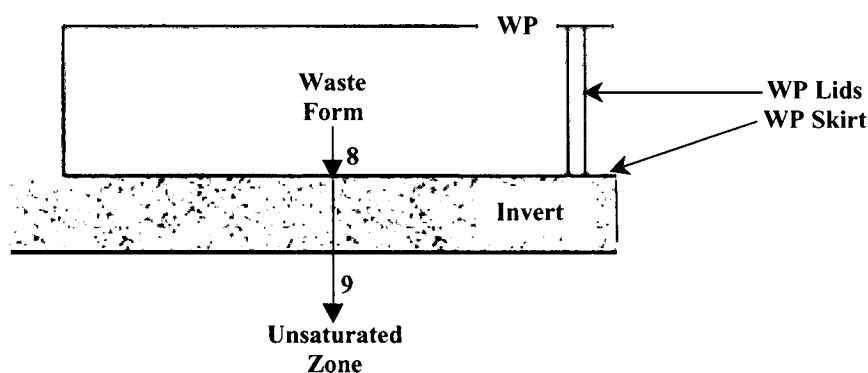 WP
Waste
Form
WP Lids
WP Skirt
8
Invert
9
Unsaturated
Zone